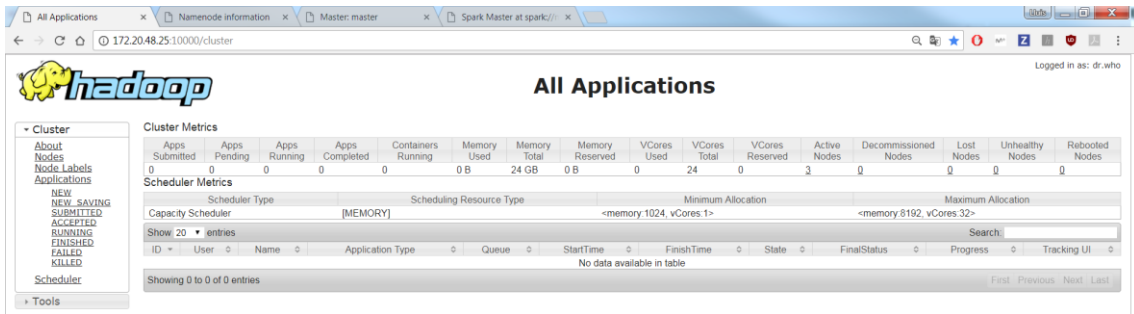 All Applications
Namenode information
Master: master
Spark Master at spark://
172.20.48.25:10000/cluster
Logged in as: dr.who
hadoop
All Applications
Cluster
About
Nodes
Node Labels
Applications
NEW
NEW_SAVING
SUBMITTED
ACCEPTED
RUNNING
FINISHED
FAILED
KILLED
Scheduler
Tools
Cluster Metrics
Apps Submitted Apps Pending Apps Running Apps Completed Containers Running Memory Used Memory Total Memory Reserved VCores Used VCores Total VCores Reserved Active Nodes Decommissioned Nodes Lost Nodes Unhealthy Nodes Rebooted Nodes
0 0 0 0 0 0 B 24 GB 0 B 0 24 0 3 0 0 0 0
Scheduler Metrics
Scheduler Type Scheduling Resource Type Minimum Allocation Maximum Allocation
Capacity Scheduler [MEMORY] <memory:1024, vCores:1> <memory:8192, vCores:32>
Show 20 entries Search:
ID User Name Application Type Queue StartTime FinishTime State FinalStatus Progress Tracking UI
No data available in table
Showing 0 to 0 of 0 entries First Previous Next Last